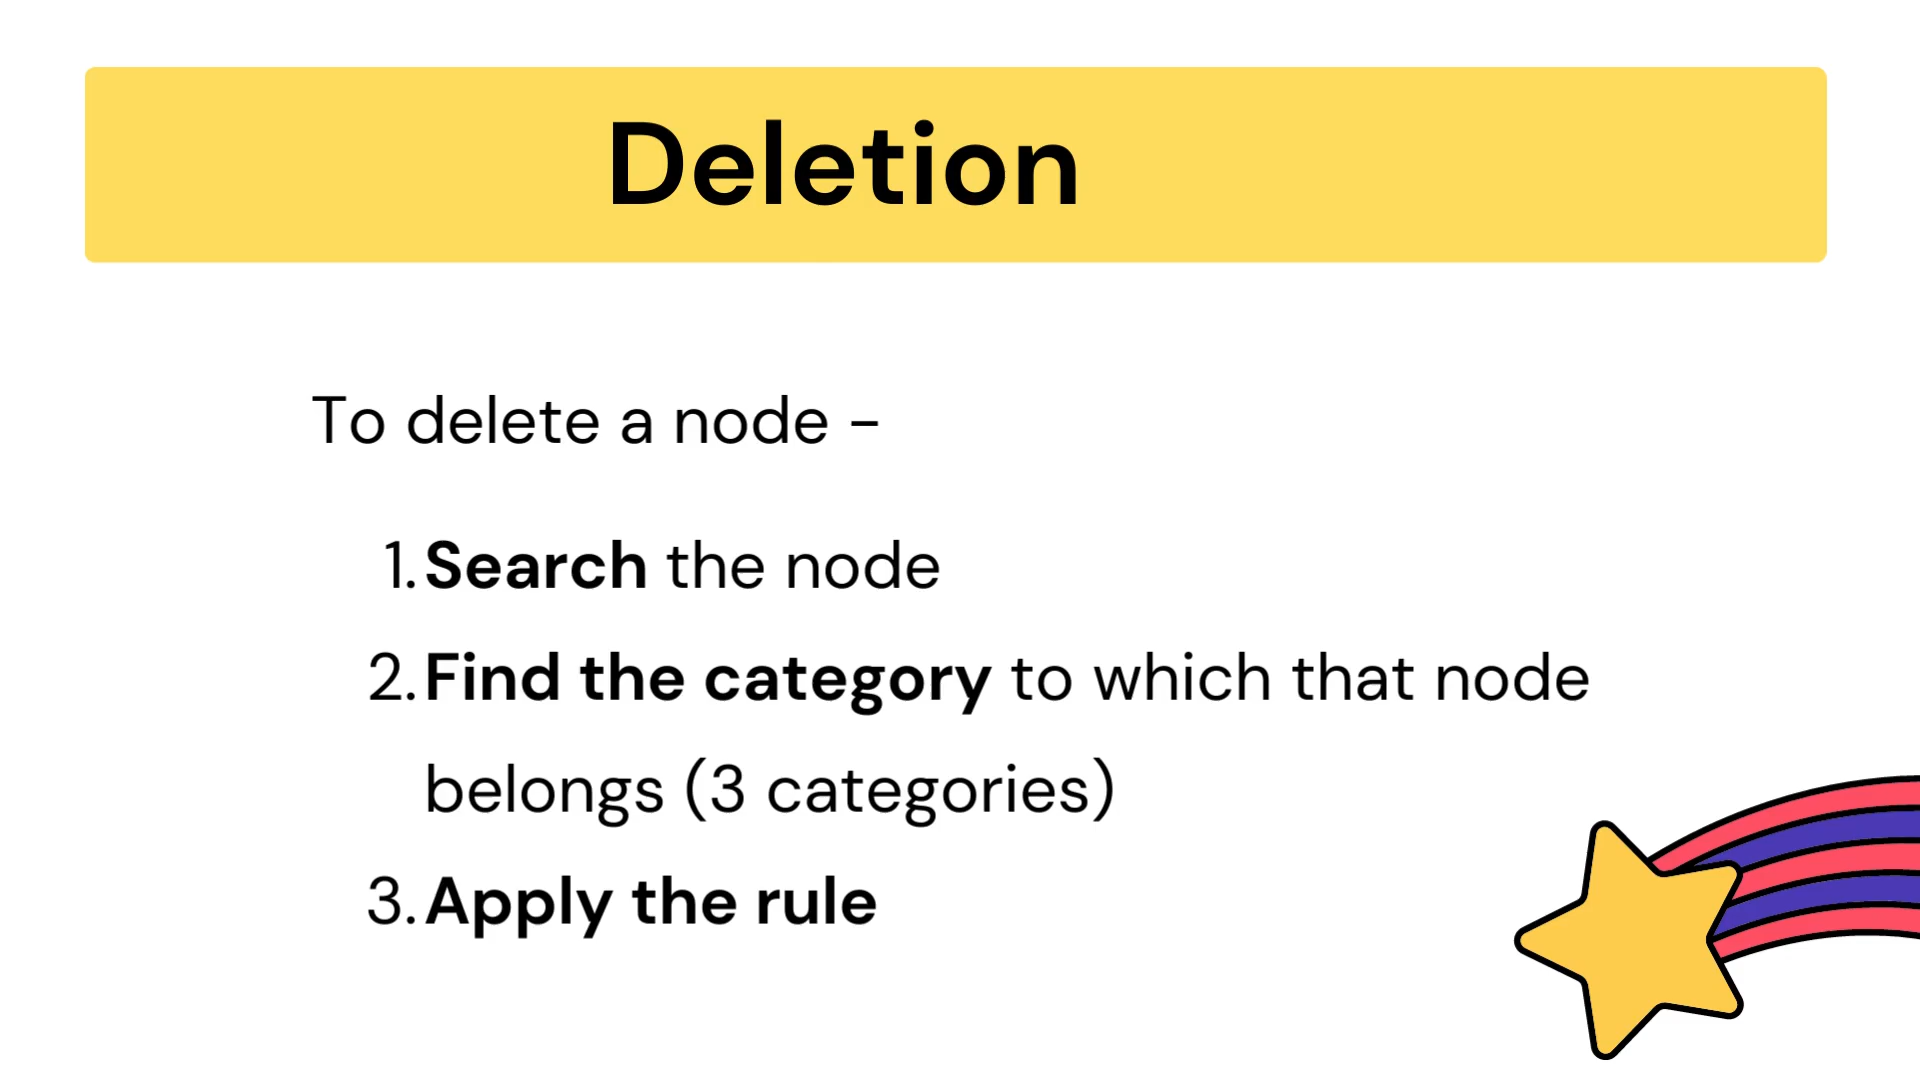 Deletion
To delete a node -
1. Search the node
2. Find the category to which that node
belongs (3 categories)
3. Apply the rule